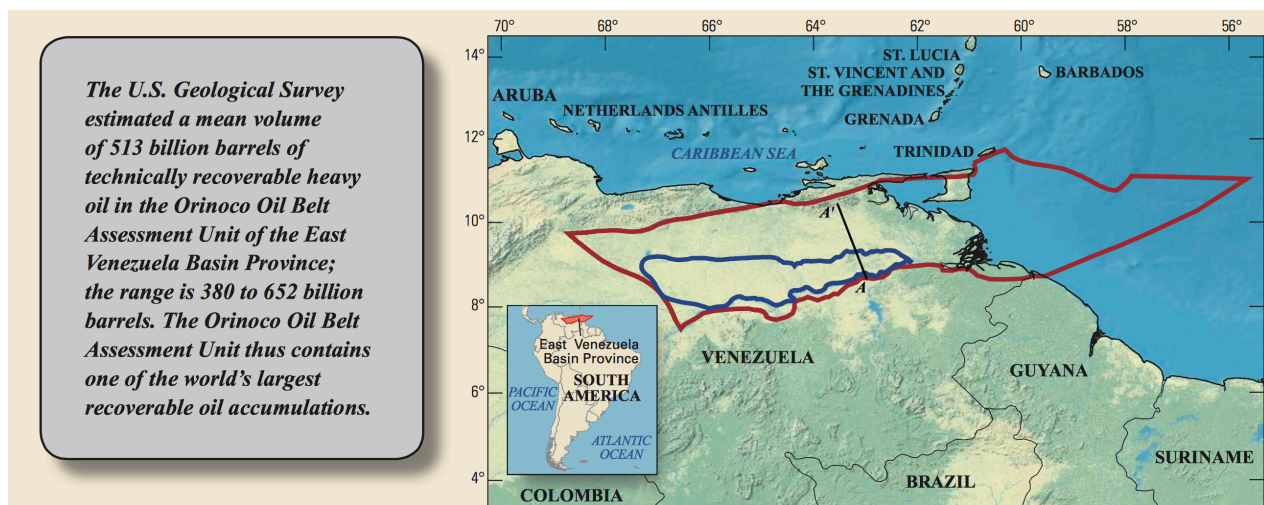 The U.S. Geological Survey
estimated a mean volume
of 513 billion barrels of
technically recoverable heavy
oil in the Orinoco Oil Belt
Assessment Unit of the East
Venezuela Basin Province;
the range is 380 to 652 billion
barrels. The Orinoco Oil Belt
Assessment Unit thus contains
one of the world’s largest
recoverable oil accumulations.
70° 68° 66° 64° 62° 60° 58° 56°
14°
12°
10°
8°
6°
4°
ST. LUCIA
ST. VINCENT AND
THE GRENADINES
BARBADOS
ARUBA
NETHERLANDS ANTILLES
GRENADA
CARIBBEAN SEA
TRINIDAD
A'
A
VENEZUELA
GUYANA
SURINAME
BRAZIL
COLOMBIA
East Venezuela
Basin Province
SOUTH
AMERICA
PACIFIC
OCEAN
ATLANTIC
OCEAN